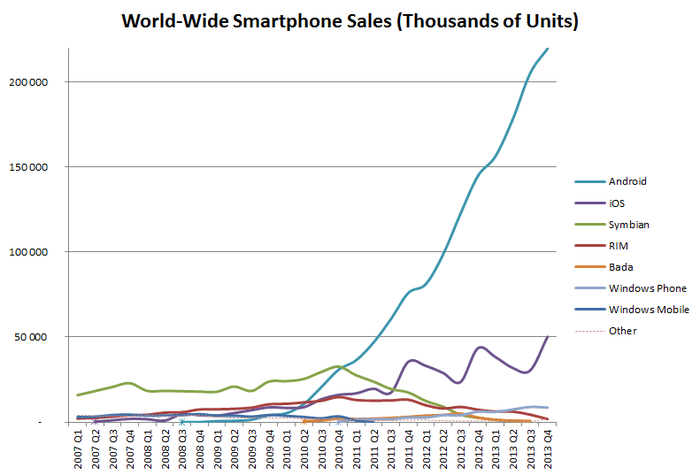 World-Wide Smartphone Sales (Thousands of Units)
200 000
150 000
100 000
50 000
-
Android
iOS
Symbian
RIM
Bada
Windows Phone
Windows Mobile
Other
2007 Q1
2007 Q2
2007 Q3
2007 Q4
2008 Q1
2008 Q2
2008 Q3
2008 Q4
2009 Q1
2009 Q2
2009 Q3
2009 Q4
2010 Q1
2010 Q2
2010 Q3
2010 Q4
2011 Q1
2011 Q2
2011 Q3
2011 Q4
2012 Q1
2012 Q2
2012 Q3
2012 Q4
2013 Q1
2013 Q2
2013 Q3
2013 Q4